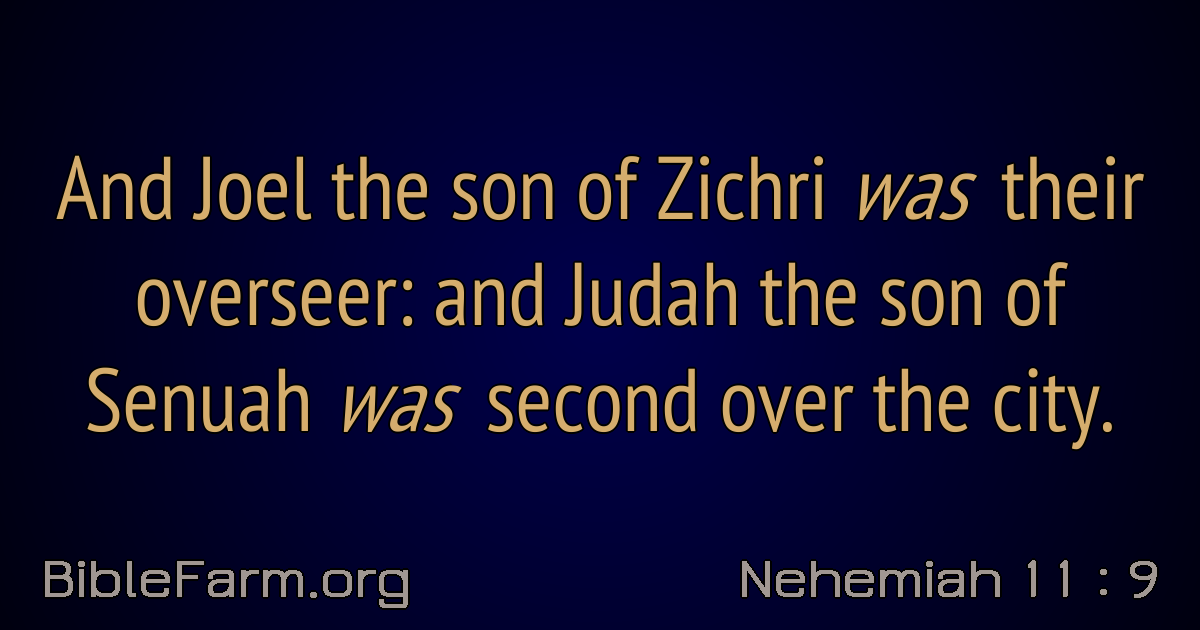 And Joel the son of Zichri was their
overseer: and Judah the son of
Senuah was second over the city.
BibleFarm.org
Nehemiah 11 : 9